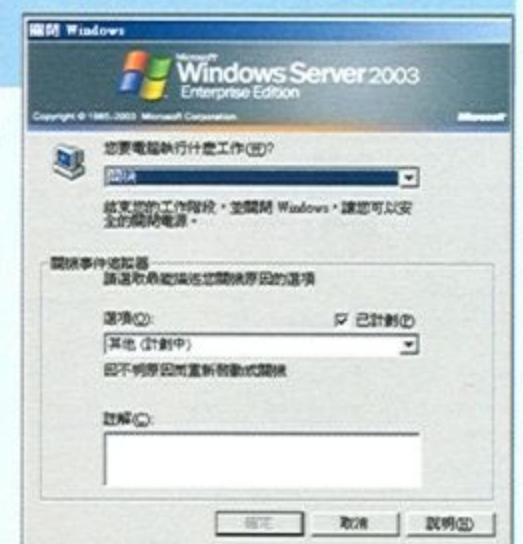 關閉 Windows
Microsoft
Windows Server 2003
Enterprise Edition
Copyright © 1985-2003 Microsoft Corporation
Microsoft
您要電腦執行什麼工作(W)?
關機
結束您的工作階段，並關閉 Windows，讓您可以安
全的關閉電源。
關機事件追蹤器
請選取最能描述您關機原因的選項
選項(O):
已計劃(P)
其他 (計劃中)
因不明原因而重新啟動或關機
註解(C):
確定
取消
說明(H)